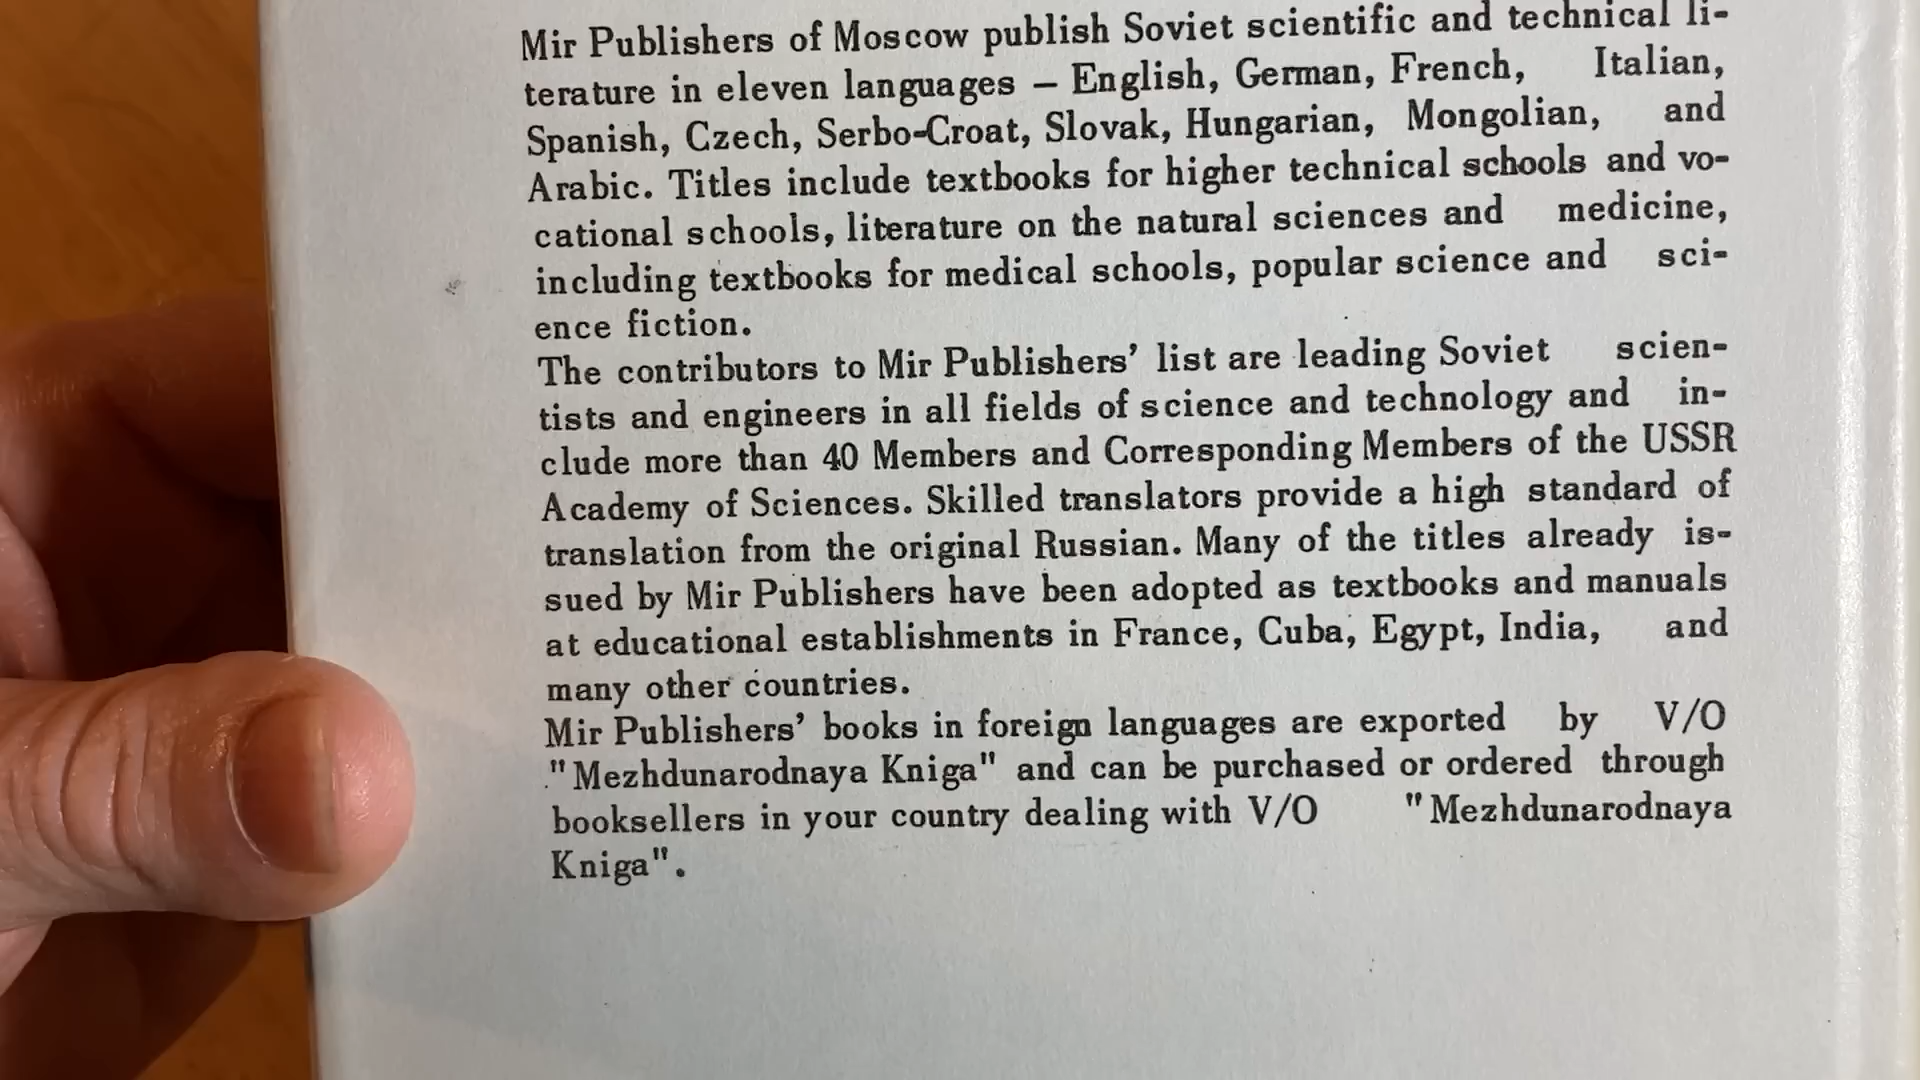 Mir Publishers of Moscow publish Soviet scientific and technical li-
terature in eleven languages – English, German, French, Italian,
Spanish, Czech, Serbo-Croat, Slovak, Hungarian, Mongolian, and
Arabic. Titles include textbooks for higher technical schools and vo-
cational schools, literature on the natural sciences and medicine,
including textbooks for medical schools, popular science and sci-
ence fiction.
The contributors to Mir Publishers’ list are leading Soviet scien-
tists and engineers in all fields of science and technology and in-
clude more than 40 Members and Corresponding Members of the USSR
Academy of Sciences. Skilled translators provide a high standard of
translation from the original Russian. Many of the titles already is-
sued by Mir Publishers have been adopted as textbooks and manuals
at educational establishments in France, Cuba, Egypt, India, and
many other countries.
Mir Publishers’ books in foreign languages are exported by V/O
"Mezhdunarodnaya Kniga" and can be purchased or ordered through
booksellers in your country dealing with V/O "Mezhdunarodnaya
Kniga".